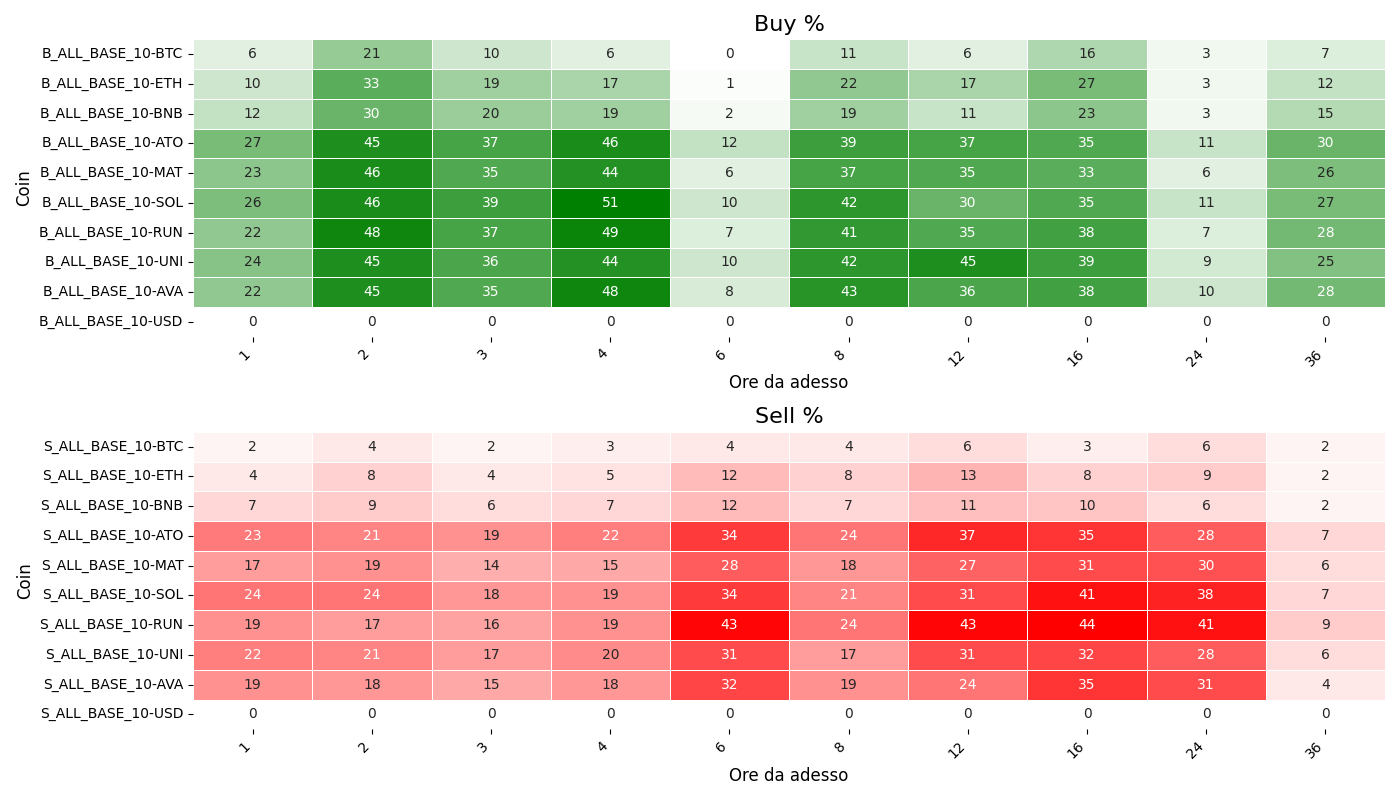 Buy %
Coin
B_ALL_BASE_10-BTC 6 21 10 6 0 11 6 16 3 7
B_ALL_BASE_10-ETH 10 33 19 17 1 22 17 27 3 12
B_ALL_BASE_10-BNB 12 30 20 19 2 19 11 23 3 15
B_ALL_BASE_10-ATO 27 45 37 46 12 39 37 35 11 30
B_ALL_BASE_10-MAT 23 46 35 44 6 37 35 33 6 26
B_ALL_BASE_10-SOL 26 46 39 51 10 42 30 35 11 27
B_ALL_BASE_10-RUN 22 48 37 49 7 41 35 38 7 28
B_ALL_BASE_10-UNI 24 45 36 44 10 42 45 39 9 25
B_ALL_BASE_10-AVA 22 45 35 48 8 43 36 38 10 28
B_ALL_BASE_10-USD 0 0 0 0 0 0 0 0 0 0
1 2 3 4 6 8 12 16 24 36
Ore da adesso
Sell %
Coin
S_ALL_BASE_10-BTC 2 4 2 3 4 4 6 3 6 2
S_ALL_BASE_10-ETH 4 8 4 5 12 8 13 8 9 2
S_ALL_BASE_10-BNB 7 9 6 7 12 7 11 10 6 2
S_ALL_BASE_10-ATO 23 21 19 22 34 24 37 35 28 7
S_ALL_BASE_10-MAT 17 19 14 15 28 18 27 31 30 6
S_ALL_BASE_10-SOL 24 24 18 19 34 21 31 41 38 7
S_ALL_BASE_10-RUN 19 17 16 19 43 24 43 44 41 9
S_ALL_BASE_10-UNI 22 21 17 20 31 17 31 32 28 6
S_ALL_BASE_10-AVA 19 18 15 18 32 19 24 35 31 4
S_ALL_BASE_10-USD 0 0 0 0 0 0 0 0 0 0
1 2 3 4 6 8 12 16 24 36
Ore da adesso